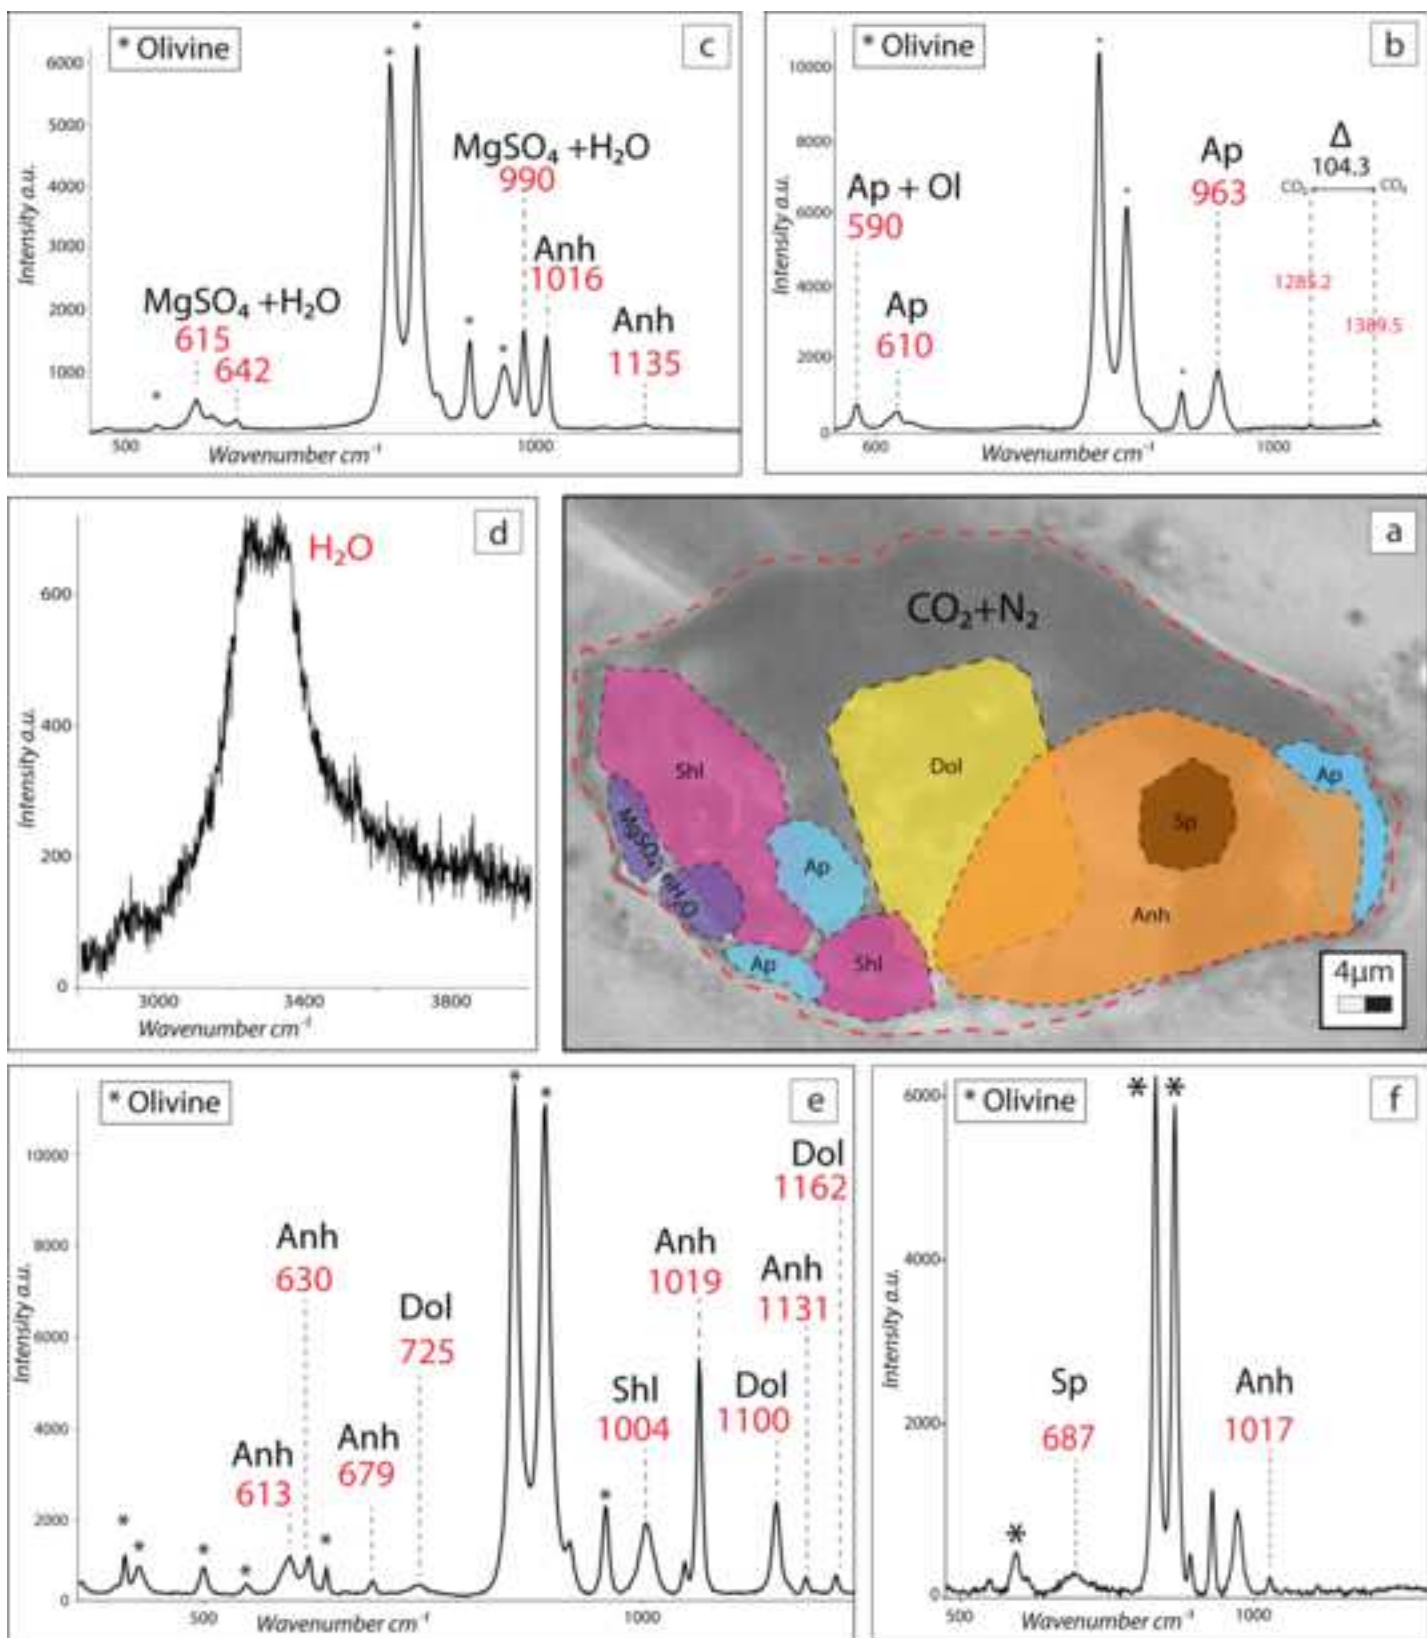 * Olivine
c
6000
5000
4000
3000
2000
1000
Intensity a.u.
MgSO₄ +H₂O
990
Anh
1016
MgSO₄ +H₂O
615
642
Anh
1135
500
1000
Wavenumber cm⁻¹
* Olivine
b
10000
8000
6000
4000
2000
0
Intensity a.u.
Ap + Ol
590
Ap
610
Ap
963
Δ
104.3
CO₂
CO₂
1285.2
1389.5
600
1000
Wavenumber cm⁻¹
d
H₂O
600
400
200
0
Intensity a.u.
3000
3400
3800
Wavenumber cm⁻¹
a
CO₂+N₂
Shl
Dol
Sp
Ap
MgSO₄ +H₂O
Ap
Anh
Ap
Shl
4μm
* Olivine
e
10000
8000
6000
4000
2000
0
Intensity a.u.
Anh
613
Anh
630
Anh
679
Dol
725
Shl
1004
Anh
1019
Dol
1100
Anh
1131
Dol
1162
500
1000
Wavenumber cm⁻¹
* Olivine
f
6000
4000
2000
0
Intensity a.u.
Sp
687
Anh
1017
500
1000
Wavenumber cm⁻¹